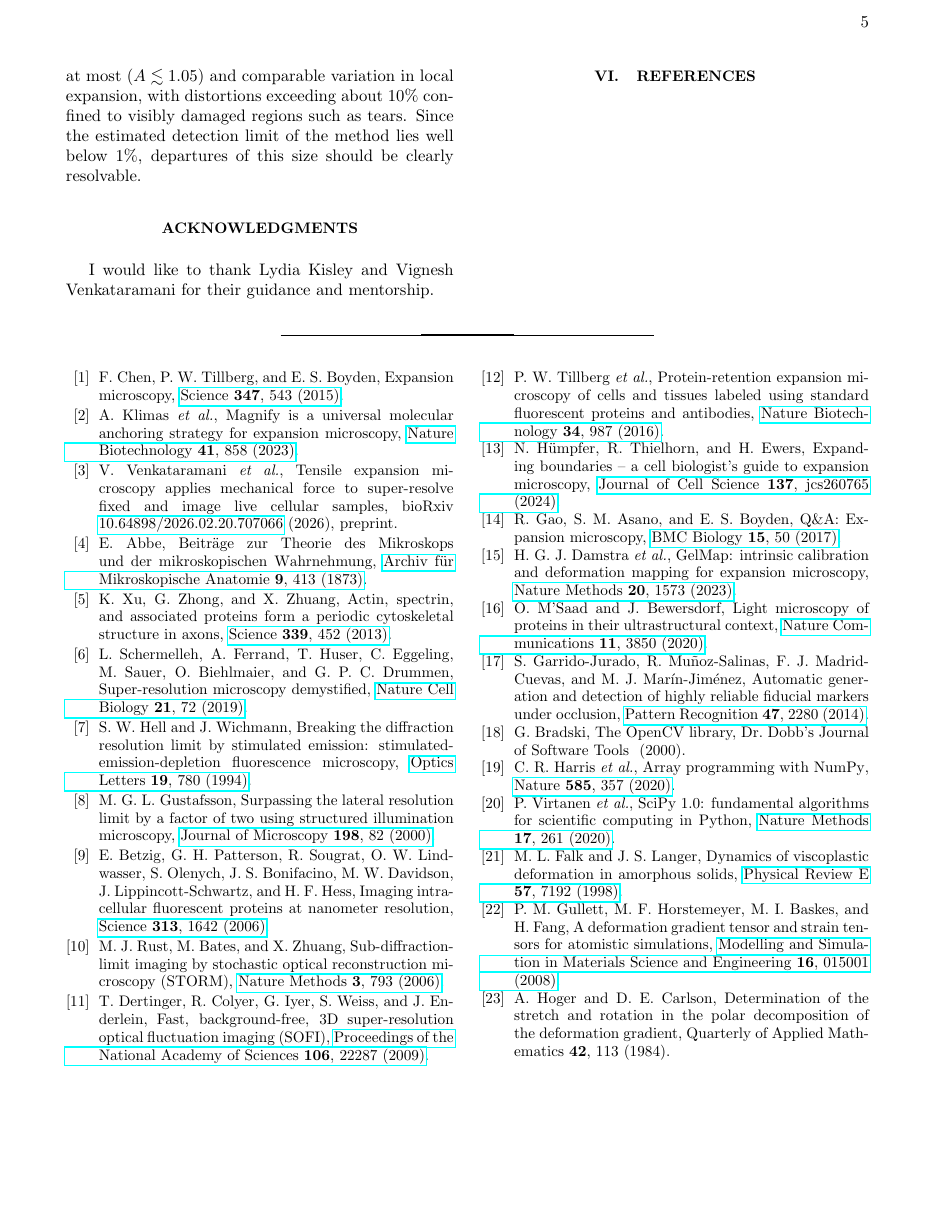 5
at most (A ≲ 1.05) and comparable variation in local
expansion, with distortions exceeding about 10% con-
fined to visibly damaged regions such as tears. Since
the estimated detection limit of the method lies well
below 1%, departures of this size should be clearly
resolvable.
ACKNOWLEDGMENTS
I would like to thank Lydia Kisley and Vignesh
Venkataramani for their guidance and mentorship.
VI. REFERENCES
[1] F. Chen, P. W. Tillberg, and E. S. Boyden, Expansion
microscopy, Science 347, 543 (2015).
[2] A. Klimas et al., Magnify is a universal molecular
anchoring strategy for expansion microscopy, Nature
Biotechnology 41, 858 (2023).
[3] V. Venkataramani et al., Tensile expansion mi-
croscopy applies mechanical force to super-resolve
fixed and image live cellular samples, bioRxiv
10.64898/2026.02.20.707066 (2026), preprint.
[4] E. Abbe, Beiträge zur Theorie des Mikroskops
und der mikroskopischen Wahrnehmung, Archiv für
Mikroskopische Anatomie 9, 413 (1873).
[5] K. Xu, G. Zhong, and X. Zhuang, Actin, spectrin,
and associated proteins form a periodic cytoskeletal
structure in axons, Science 339, 452 (2013).
[6] L. Schermelleh, A. Ferrand, T. Huser, C. Eggeling,
M. Sauer, O. Biehlmaier, and G. P. C. Drummen,
Super-resolution microscopy demystified, Nature Cell
Biology 21, 72 (2019).
[7] S. W. Hell and J. Wichmann, Breaking the diffraction
resolution limit by stimulated emission: stimulated-
emission-depletion fluorescence microscopy, Optics
Letters 19, 780 (1994).
[8] M. G. L. Gustafsson, Surpassing the lateral resolution
limit by a factor of two using structured illumination
microscopy, Journal of Microscopy 198, 82 (2000).
[9] E. Betzig, G. H. Patterson, R. Sougrat, O. W. Lind-
wasser, S. Olenych, J. S. Bonifacino, M. W. Davidson,
J. Lippincott-Schwartz, and H. F. Hess, Imaging intra-
cellular fluorescent proteins at nanometer resolution,
Science 313, 1642 (2006).
[10] M. J. Rust, M. Bates, and X. Zhuang, Sub-diffraction-
limit imaging by stochastic optical reconstruction mi-
croscopy (STORM), Nature Methods 3, 793 (2006).
[11] T. Dertinger, R. Colyer, G. Iyer, S. Weiss, and J. En-
derlein, Fast, background-free, 3D super-resolution
optical fluctuation imaging (SOFI), Proceedings of the
National Academy of Sciences 106, 22287 (2009).
[12] P. W. Tillberg et al., Protein-retention expansion mi-
croscopy of cells and tissues labeled using standard
fluorescent proteins and antibodies, Nature Biotech-
nology 34, 987 (2016).
[13] N. Hümpfer, R. Thielhorn, and H. Ewers, Expand-
ing boundaries – a cell biologist's guide to expansion
microscopy, Journal of Cell Science 137, jcs260765
(2024).
[14] R. Gao, S. M. Asano, and E. S. Boyden, Q&A: Ex-
pansion microscopy, BMC Biology 15, 50 (2017).
[15] H. G. J. Damstra et al., GelMap: intrinsic calibration
and deformation mapping for expansion microscopy,
Nature Methods 20, 1573 (2023).
[16] O. M'Saad and J. Bewersdorf, Light microscopy of
proteins in their ultrastructural context, Nature Com-
munications 11, 3850 (2020).
[17] S. Garrido-Jurado, R. Muñoz-Salinas, F. J. Madrid-
Cuevas, and M. J. Marín-Jiménez, Automatic gener-
ation and detection of highly reliable fiducial markers
under occlusion, Pattern Recognition 47, 2280 (2014).
[18] G. Bradski, The OpenCV library, Dr. Dobb's Journal
of Software Tools (2000).
[19] C. R. Harris et al., Array programming with NumPy,
Nature 585, 357 (2020).
[20] P. Virtanen et al., SciPy 1.0: fundamental algorithms
for scientific computing in Python, Nature Methods
17, 261 (2020).
[21] M. L. Falk and J. S. Langer, Dynamics of viscoplastic
deformation in amorphous solids, Physical Review E
57, 7192 (1998).
[22] P. M. Gullett, M. F. Horstemeyer, M. I. Baskes, and
H. Fang, A deformation gradient tensor and strain ten-
sors for atomistic simulations, Modelling and Simula-
tion in Materials Science and Engineering 16, 015001
(2008).
[23] A. Hoger and D. E. Carlson, Determination of the
stretch and rotation in the polar decomposition of
the deformation gradient, Quarterly of Applied Math-
ematics 42, 113 (1984).